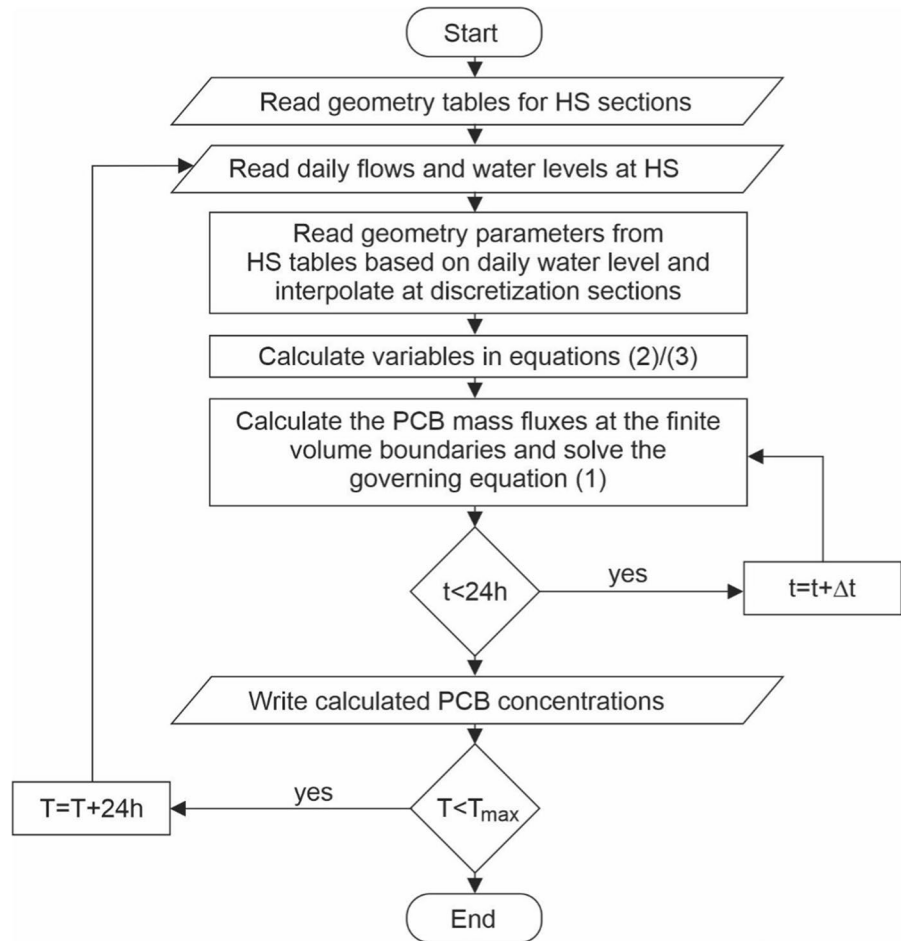 Start
Read geometry tables for HS sections
Read daily flows and water levels at HS
Read geometry parameters from
HS tables based on daily water level and
interpolate at discretization sections
Calculate variables in equations (2)/(3)
Calculate the PCB mass fluxes at the finite
volume boundaries and solve the
governing equation (1)
t<24h
yes
t=t+Δt
Write calculated PCB concentrations
T=T+24h
yes
T<Tmax
End